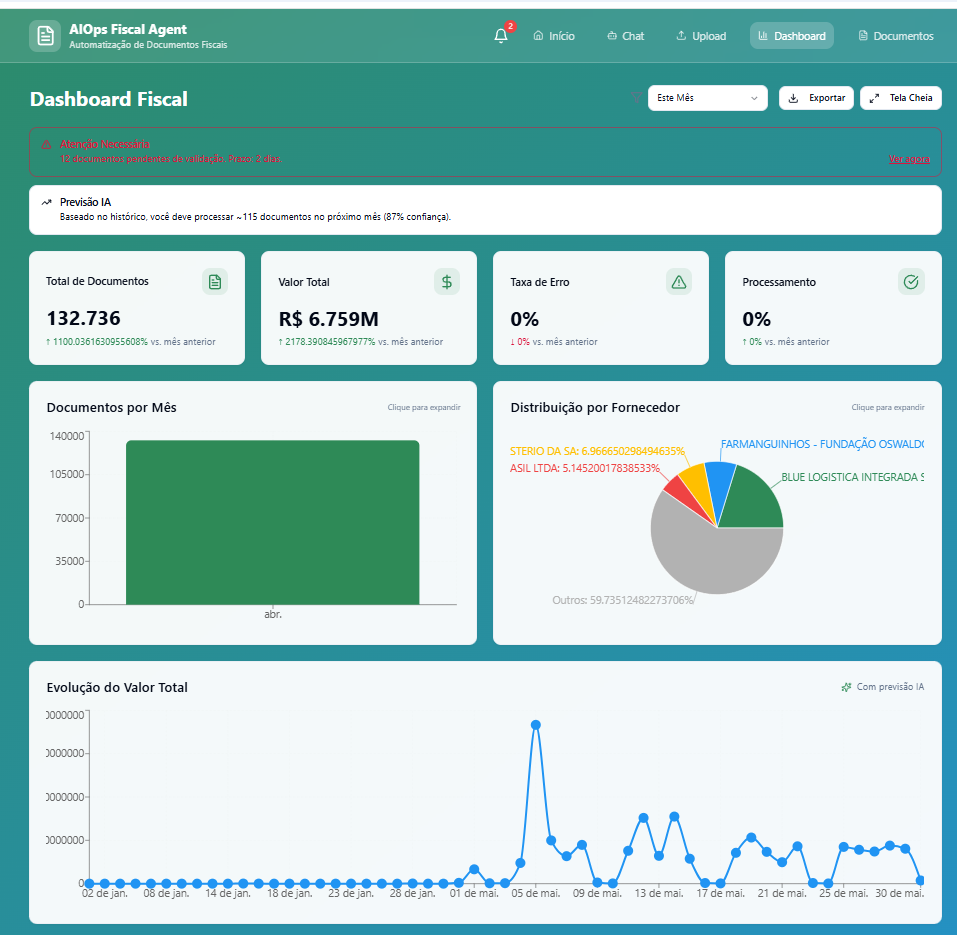 AIOps Fiscal Agent
Automatização de Documentos Fiscais
2
Início
Chat
Upload
Dashboard
Documentos
Dashboard Fiscal
Este Mês
Exportar
Tela Cheia
Atenção Necessária
12 documentos pendentes de validação. Prazo: 2 dias.
Ver agora
Previsão IA
Baseado no histórico, você deve processar ~115 documentos no próximo mês (87% confiança).
Total de Documentos
132.736
↑ 1100.0361630955608% vs. mês anterior
Valor Total
$
R$ 6.759M
↑ 2178.390845967977% vs. mês anterior
Taxa de Erro
0%
↓ 0% vs. mês anterior
Processamento
0%
↑ 0% vs. mês anterior
Documentos por Mês
Clique para expandir
140000
105000
70000
35000
0
abr.
Distribuição por Fornecedor
Clique para expandir
FARMANGUINHOS - FUNDAÇÃO OSWALDO
STERIO DA SA: 6.966650298494635%
ASIL LTDA: 5.14520017838533%
BLUE LOGISTICA INTEGRADA S
Outros: 59.73512482273706%
Evolução do Valor Total
Com previsão IA
0000000
0000000
0000000
0000000
0
02 de jan.
08 de jan.
14 de jan.
18 de jan.
23 de jan.
28 de jan.
01 de mai.
05 de mai.
09 de mai.
13 de mai.
17 de mai.
21 de mai.
25 de mai.
30 de mai.